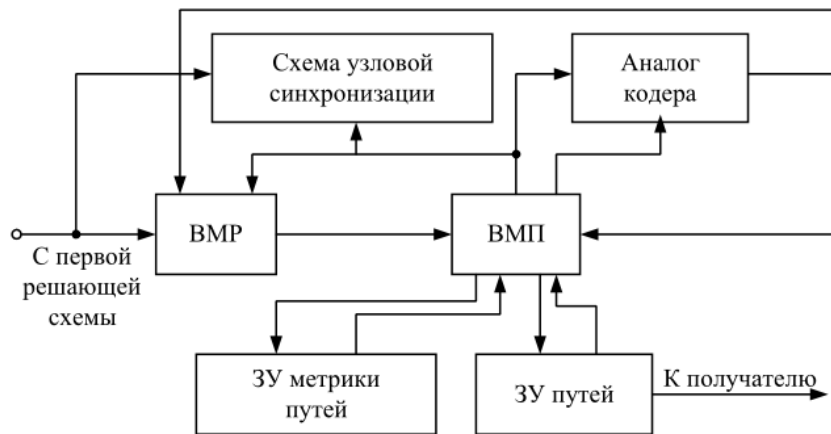 Схема узловой
синхронизации
Аналог
кодера
ВМР
ВМП
С первой
решающей
схемы
ЗУ метрики
путей
ЗУ путей
К получателю